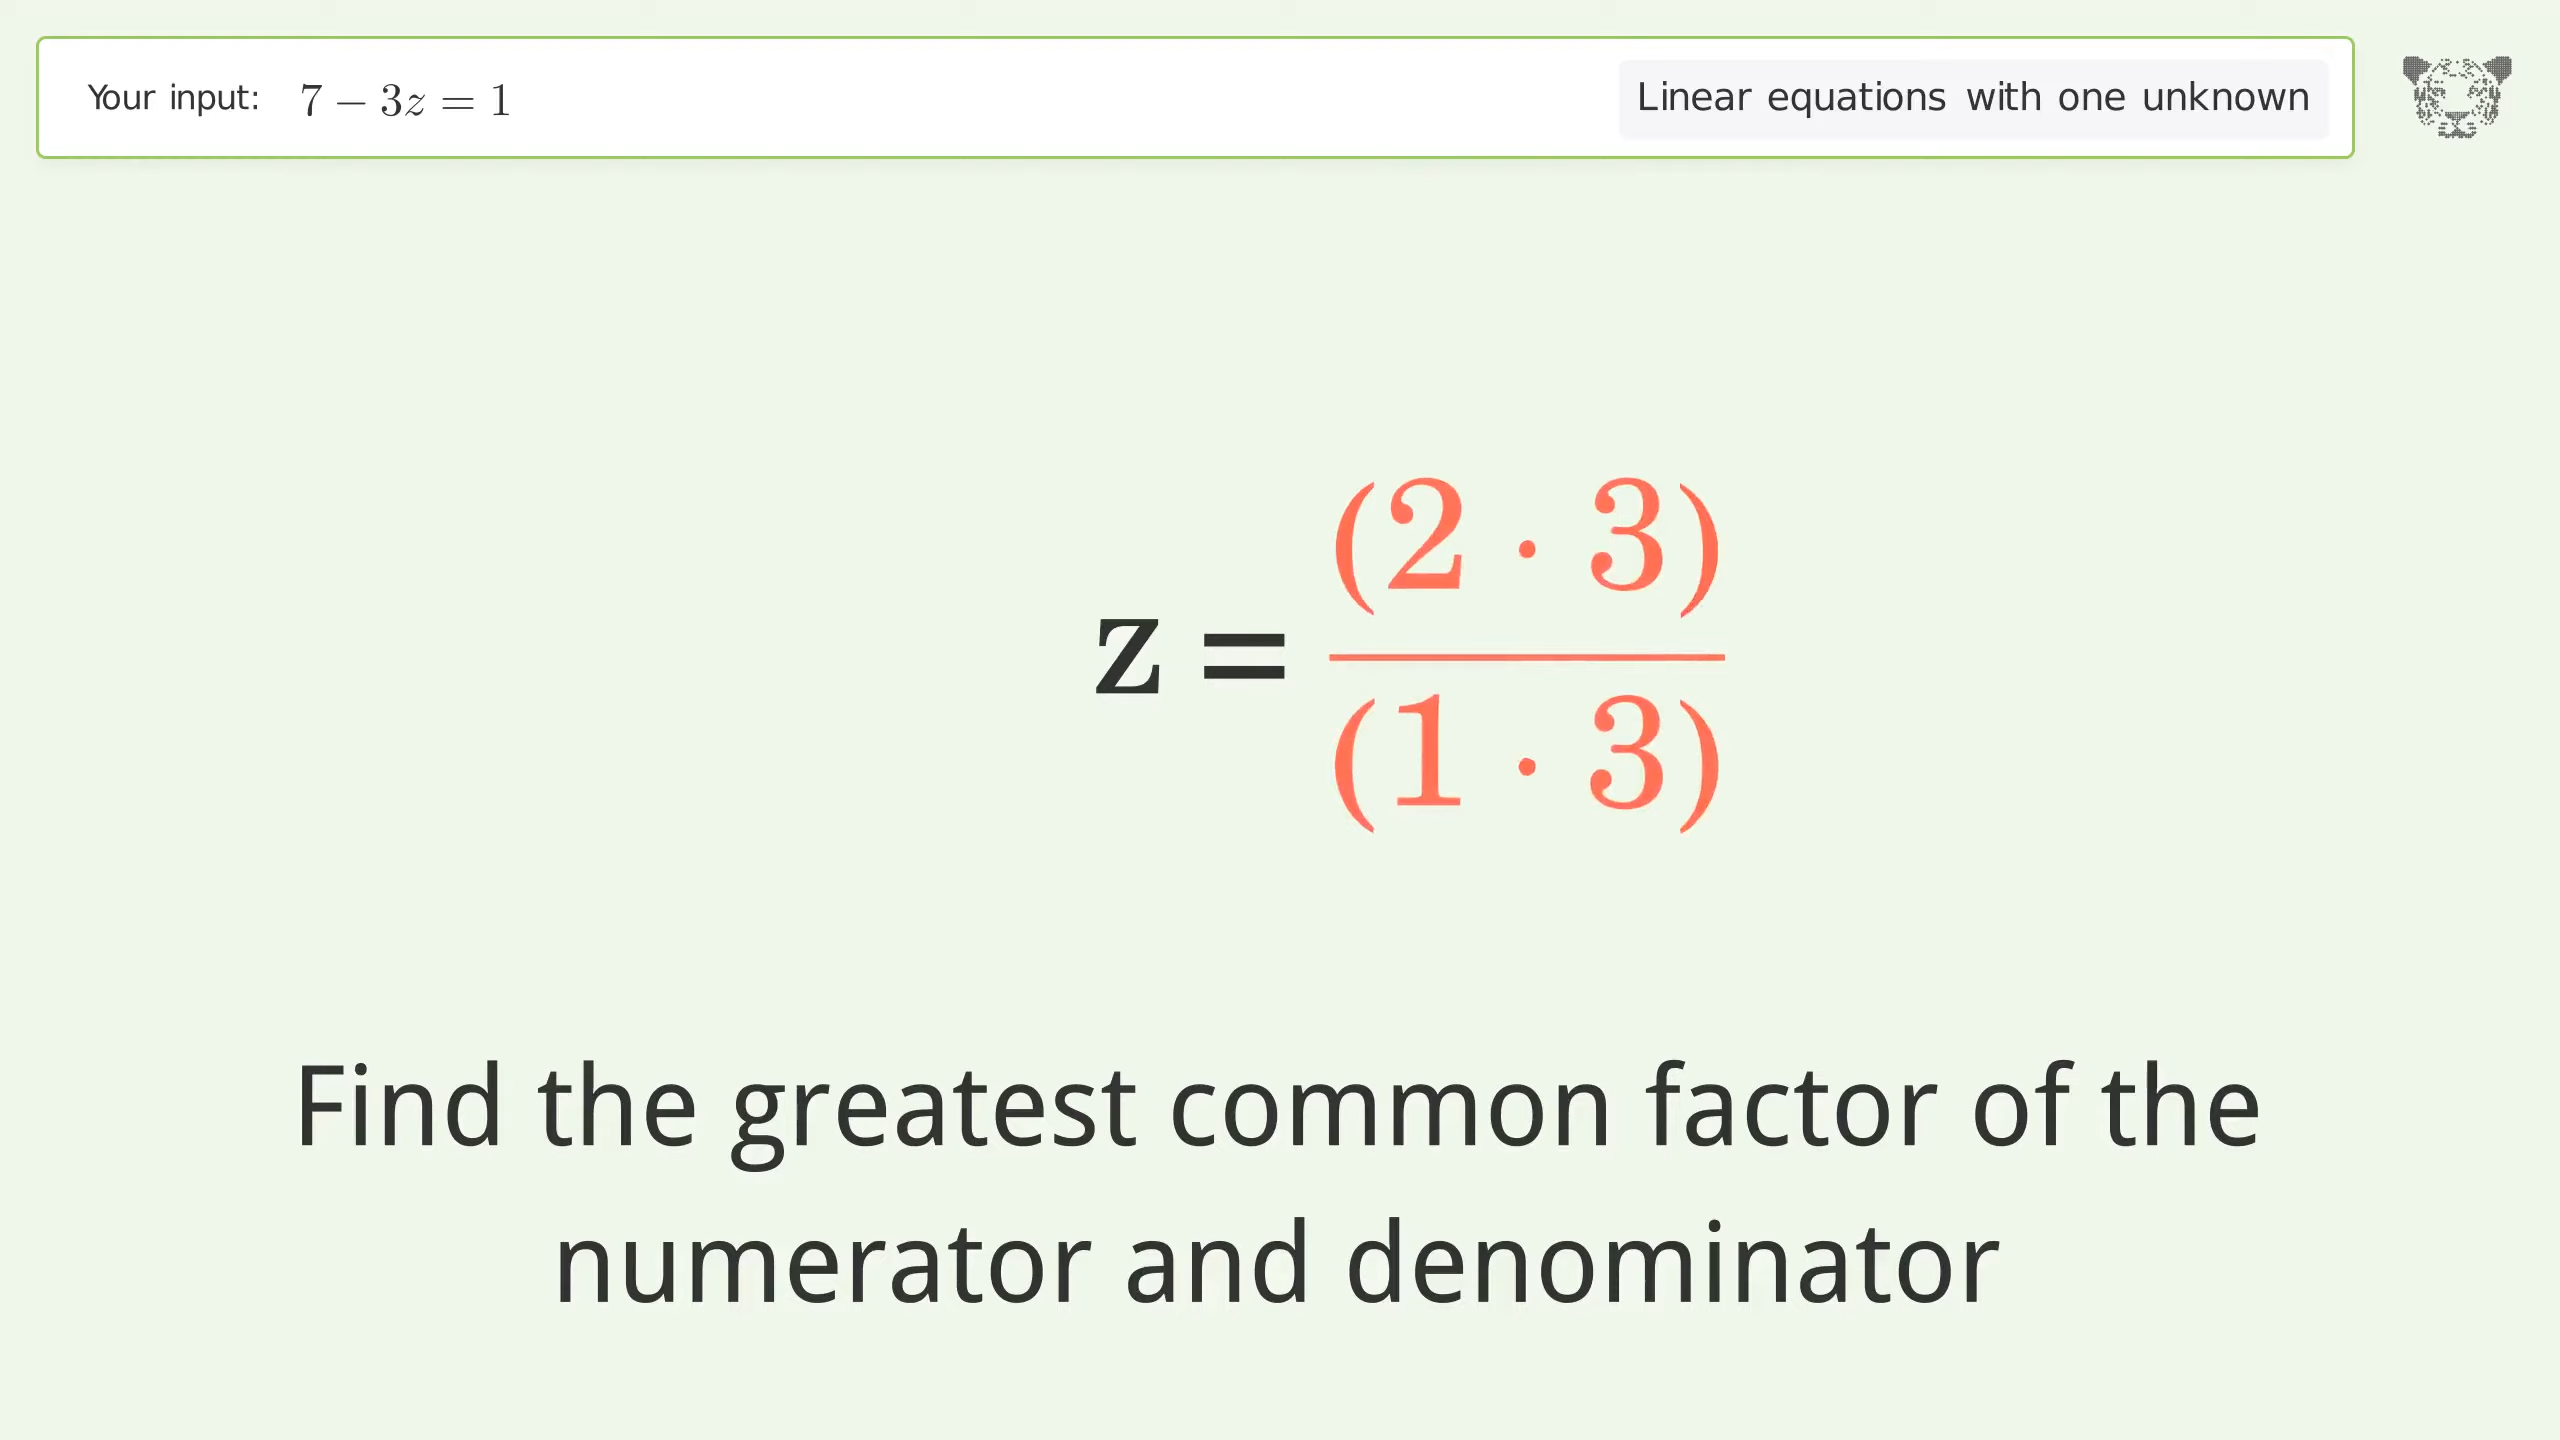 Your input: 7 − 3z = 1
Linear equations with one unknown
z = (2 · 3) / (1 · 3)
Find the greatest common factor of the
numerator and denominator